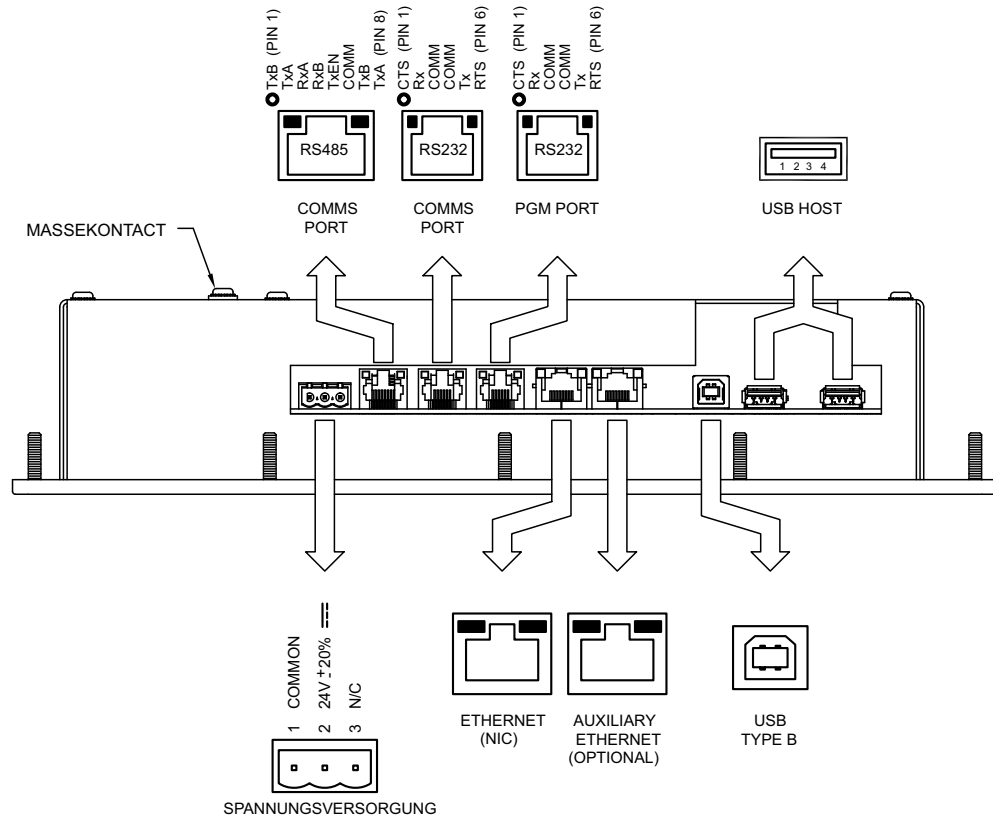 TxB (PIN 1)
TxA
RxA
RxB
TxEN
COMM
TxB
TxA (PIN 8)
CTS (PIN 1)
Rx
COMM
COMM
Tx
RTS (PIN 6)
CTS (PIN 1)
Rx
COMM
COMM
Tx
RTS (PIN 6)
RS485
RS232
RS232
1 2 3 4
COMMS
PORT
COMMS
PORT
PGM PORT
USB HOST
MASSEKONTACT
1 COMMON
2 24V ±20%
3 N/C
SPANNUNGSVERSORGUNG
ETHERNET
(NIC)
AUXILIARY
ETHERNET
(OPTIONAL)
USB
TYPE B